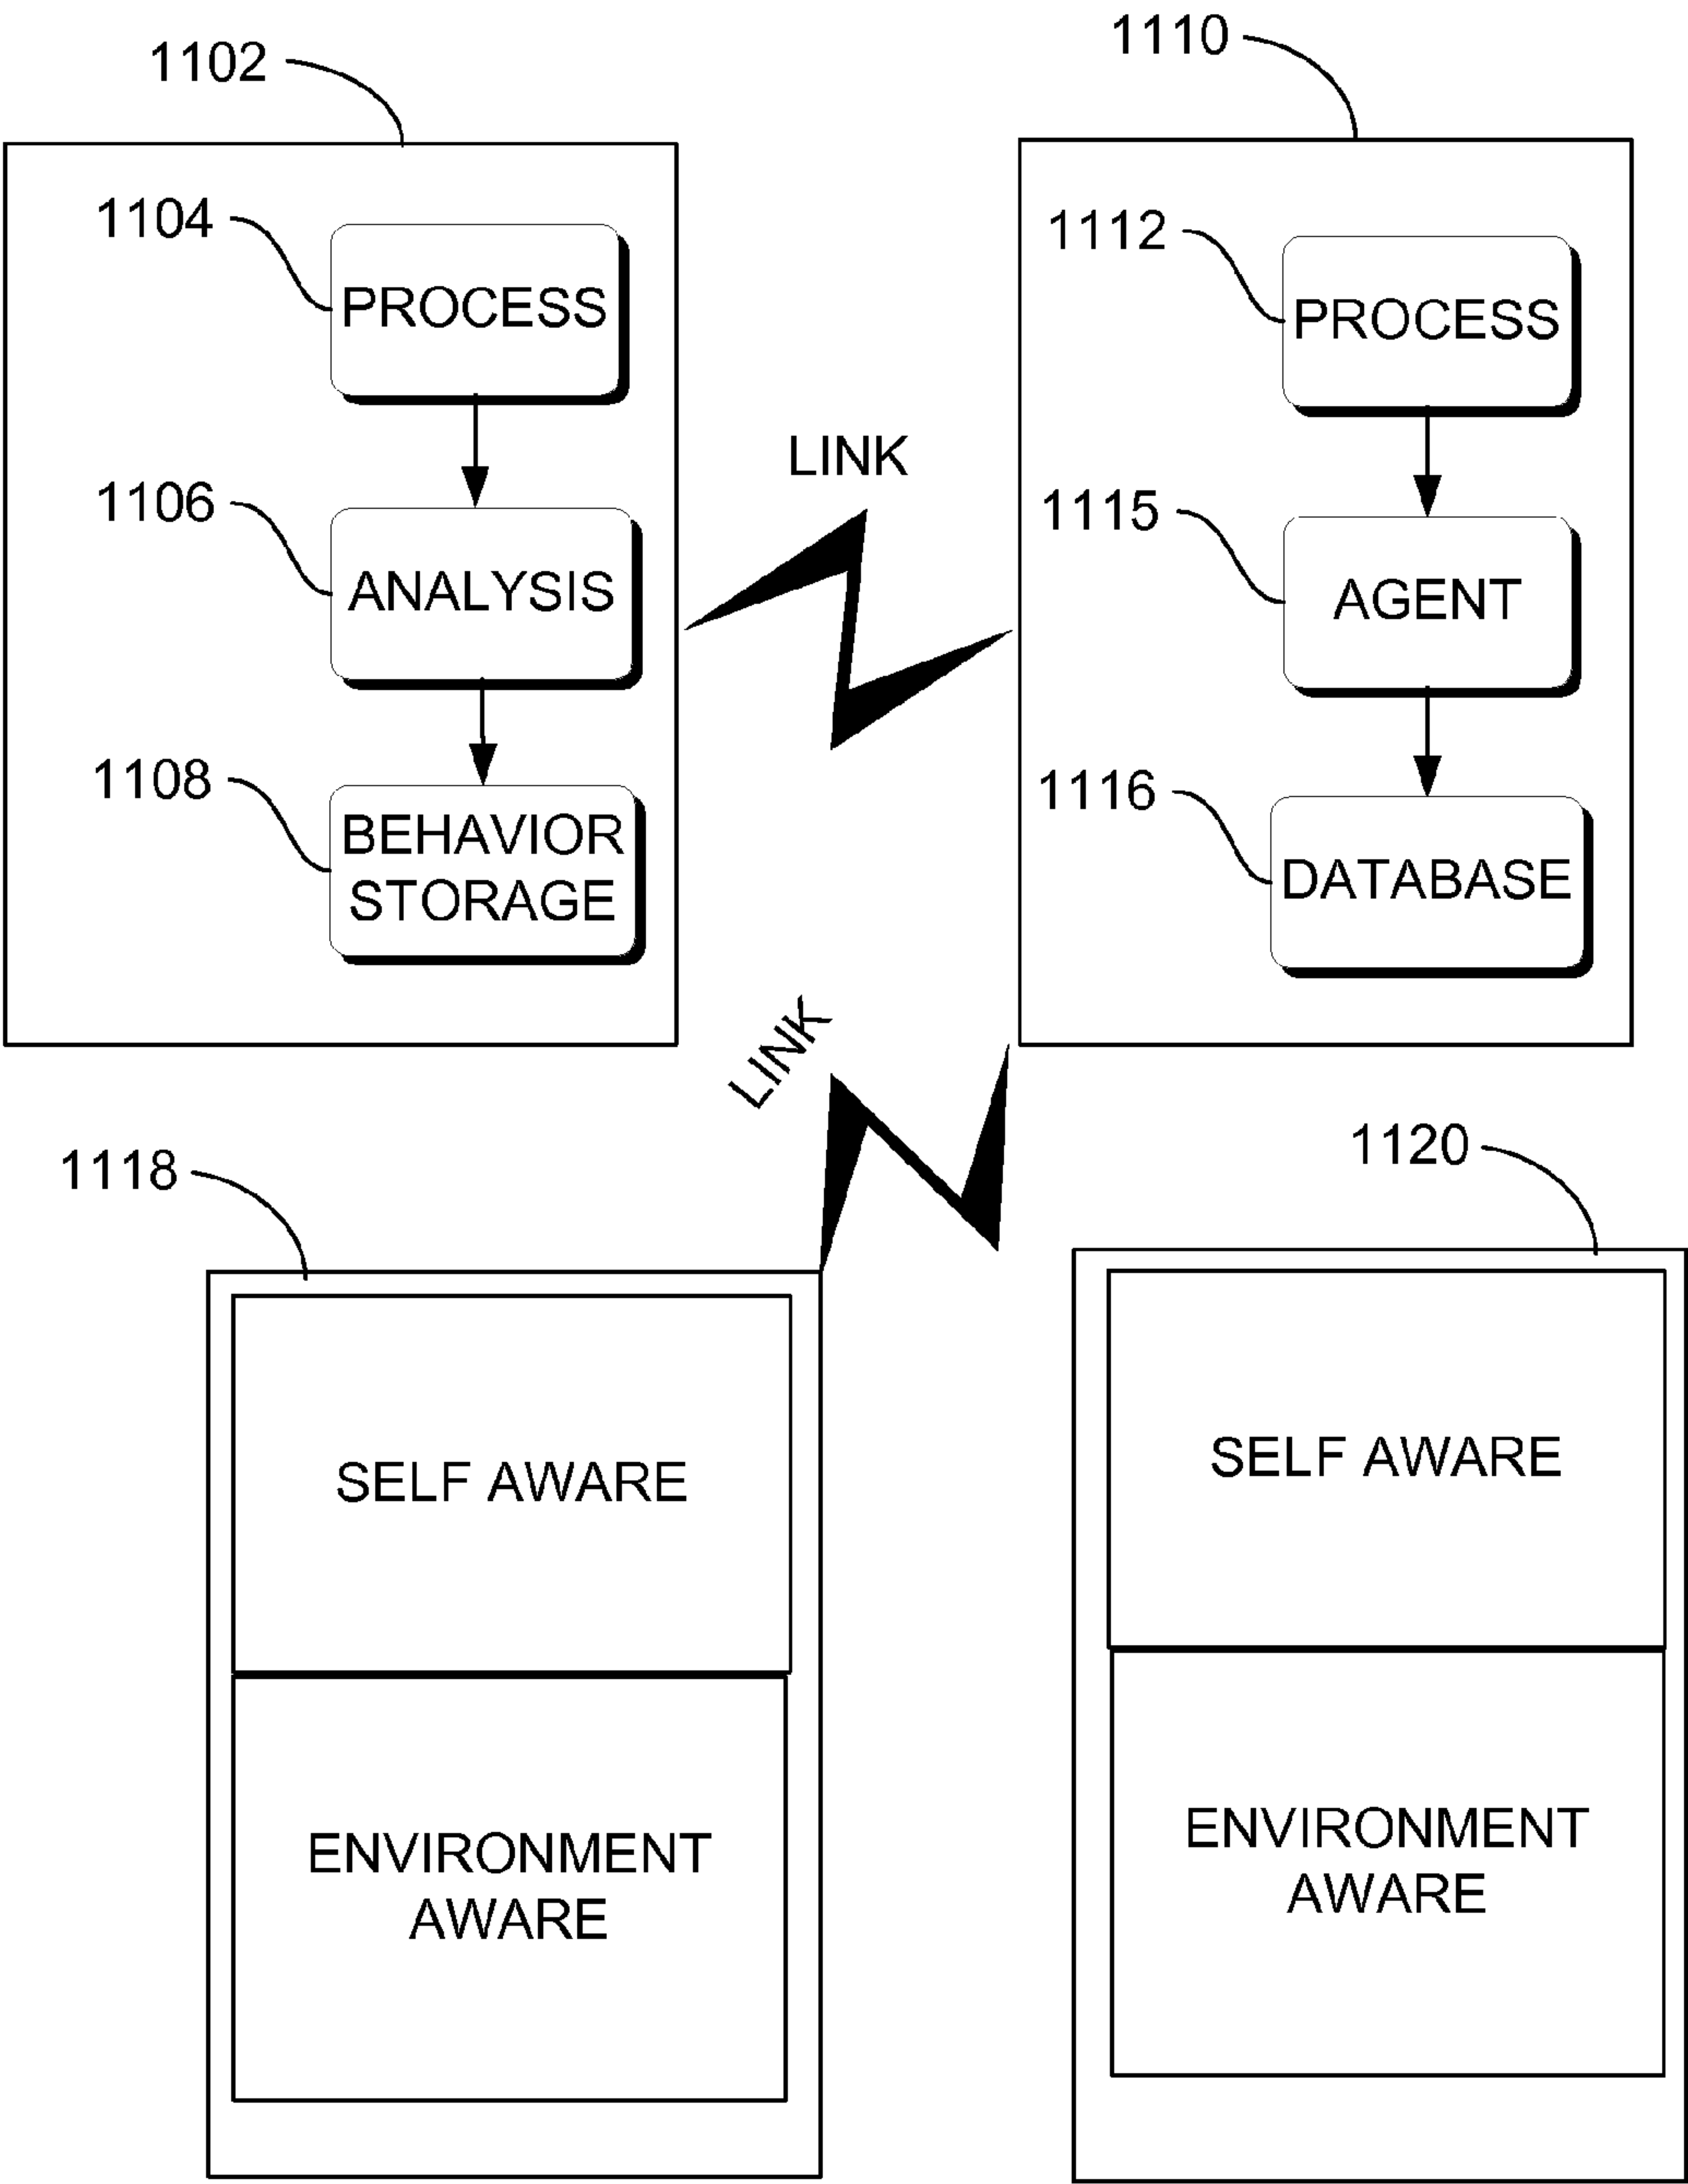 1102
1110
1104
PROCESS
1112
PROCESS
LINK
1106
ANALYSIS
1115
AGENT
1108
BEHAVIOR
STORAGE
1116
DATABASE
LINK
1118
1120
SELF AWARE
SELF AWARE
ENVIRONMENT
AWARE
ENVIRONMENT
AWARE